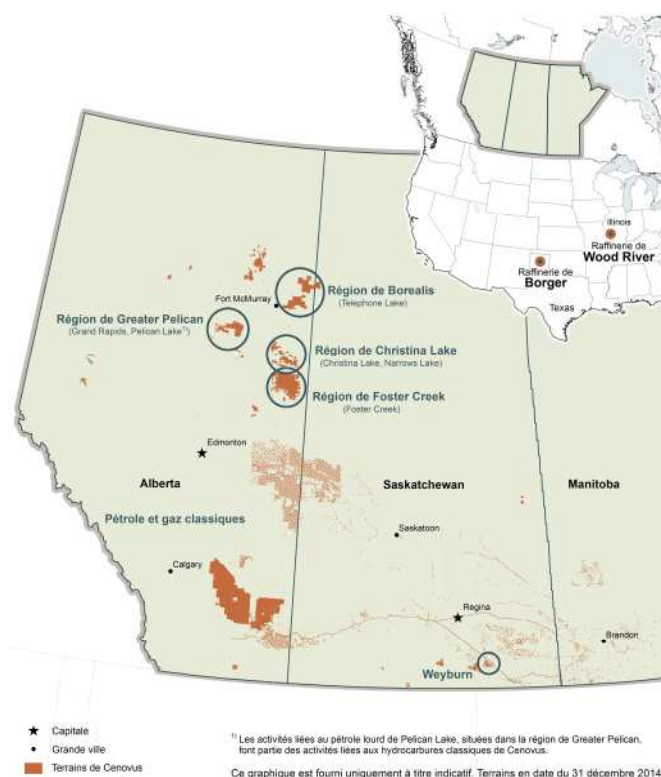 Illinois
Raffinerie de
Wood River
Raffinerie de
Borger
Texas
Région de Borealis
(Telephone Lake)
Fort McMurray
Région de Greater Pelican
(Grand Rapids, Pelican Lake¹⁾)
Région de Christina Lake
(Christina Lake, Narrows Lake)
Région de Foster Creek
(Foster Creek)
Edmonton
Alberta
Saskatchewan
Manitoba
Pétrole et gaz classiques
Saskatoon
Calgary
Regina
Brandon
Weyburn
Capitale
Grande ville
Terrains de Cenovus
¹⁾ Les activités liées au pétrole lourd de Pelican Lake, situées dans la région de Greater Pelican,
font partie des activités liées aux hydrocarbures classiques de Cenovus.
Ce graphique est fourni uniquement à titre indicatif. Terrains en date du 31 décembre 2014